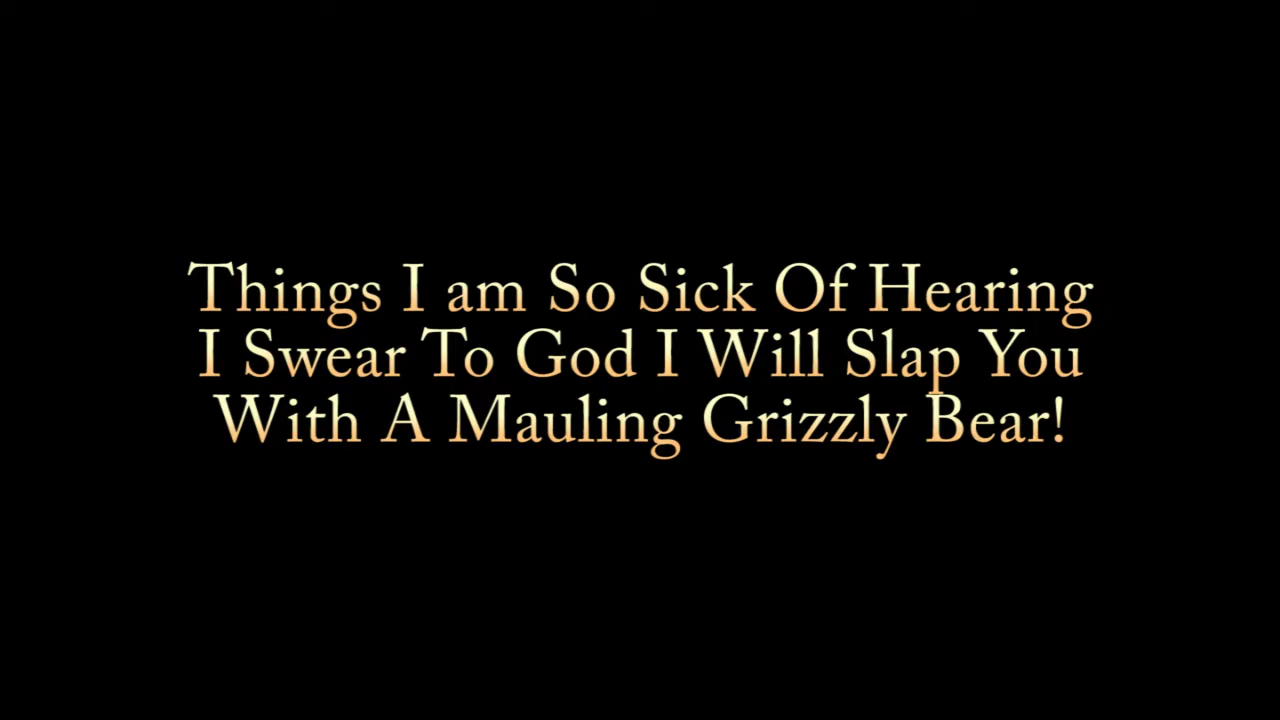 Things I am So Sick Of Hearing
I Swear To God I Will Slap You
With A Mauling Grizzly Bear!